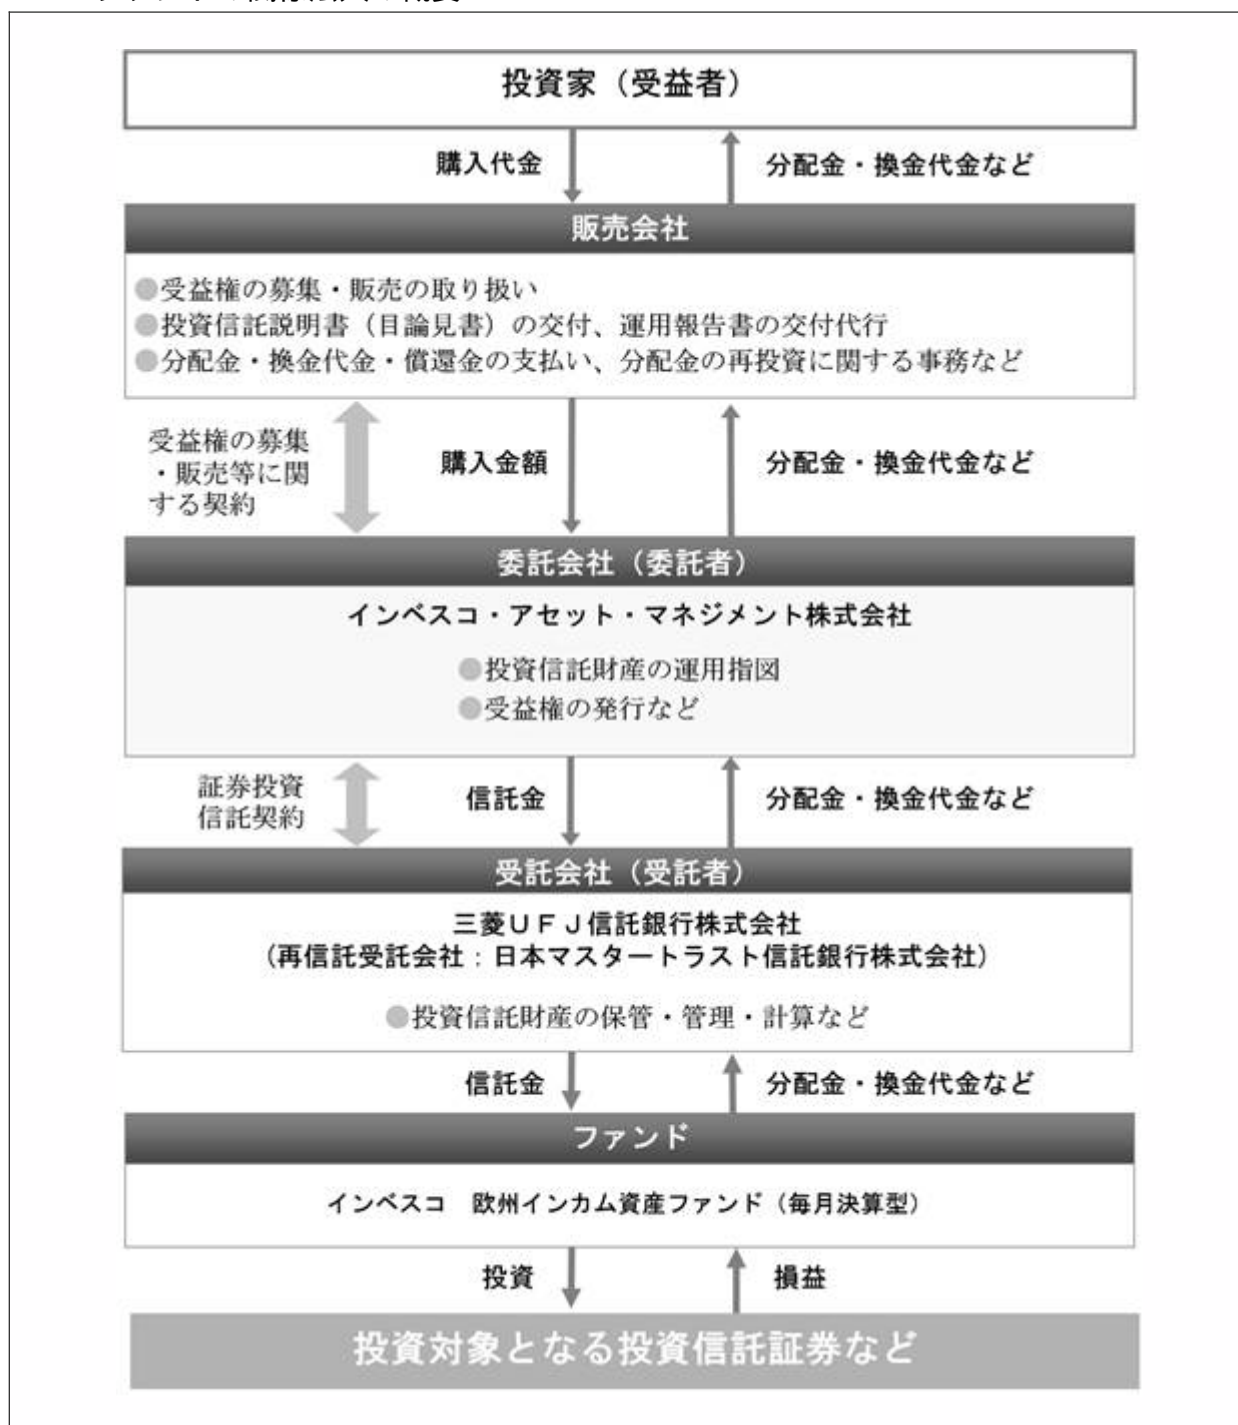 投資家（受益者）
購入代金
分配金・換金代金など
販売会社
●受益権の募集・販売の取り扱い
●投資信託説明書（目論見書）の交付、運用報告書の交付代行
●分配金・換金代金・償還金の支払い、分配金の再投資に関する事務など
受益権の募集
・販売等に関
する契約
購入金額
分配金・換金代金など
委託会社（委託者）
インベスコ・アセット・マネジメント株式会社
●投資信託財産の運用指図
●受益権の発行など
証券投資
信託契約
信託金
分配金・換金代金など
受託会社（受託者）
三菱ＵＦＪ信託銀行株式会社
（再信託受託会社：日本マスタートラスト信託銀行株式会社）
●投資信託財産の保管・管理・計算など
信託金
分配金・換金代金など
ファンド
インベスコ　欧州インカム資産ファンド（毎月決算型）
投資
損益
投資対象となる投資信託証券など